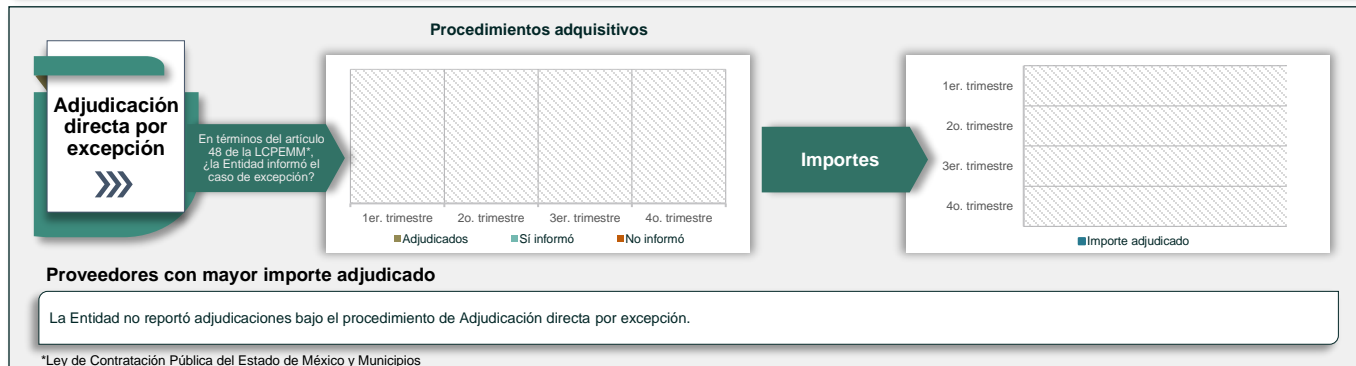 Procedimientos adquisitivos
Adjudicación
directa por
excepción
En términos del artículo
48 de la LCPEMM*,
¿la Entidad informó el
caso de excepción?
1er. trimestre 2o. trimestre 3er. trimestre 4o. trimestre
Adjudicados Sí informó No informó
Importes
1er. trimestre
2o. trimestre
3er. trimestre
4o. trimestre
Importe adjudicado
Proveedores con mayor importe adjudicado
La Entidad no reportó adjudicaciones bajo el procedimiento de Adjudicación directa por excepción.
*Ley de Contratación Pública del Estado de México y Municipios